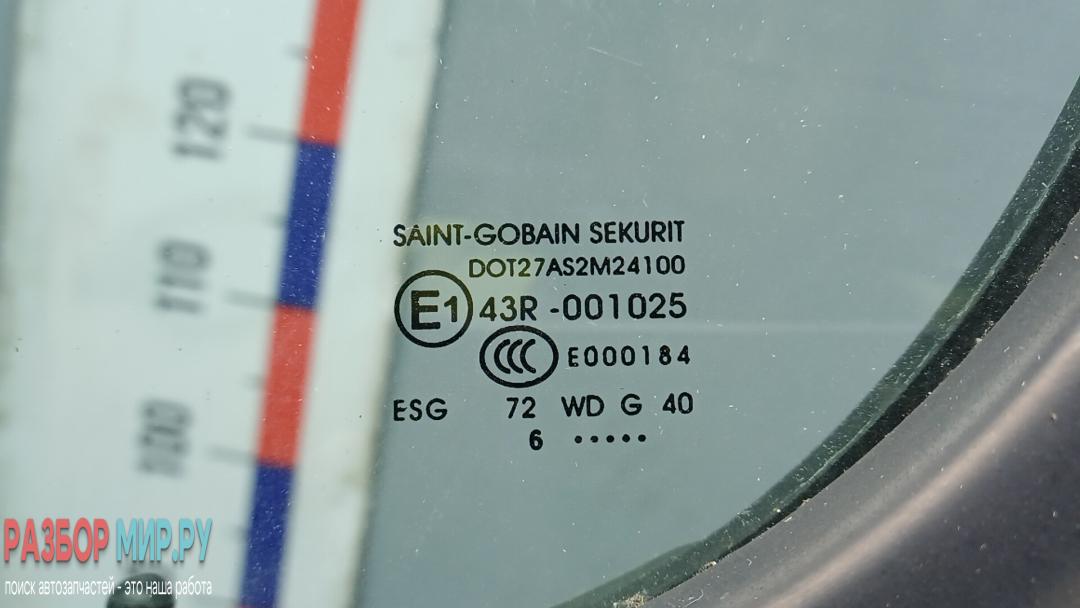 120
110
100
SAINT-GOBAIN SEKURIT
DOT27AS2M24100
E1 43R -001025
CCC E000184
ESG 72 WD G 40
6 •••••
РАЗБОР МИР.РУ
поиск автозапчастей - это наша работа